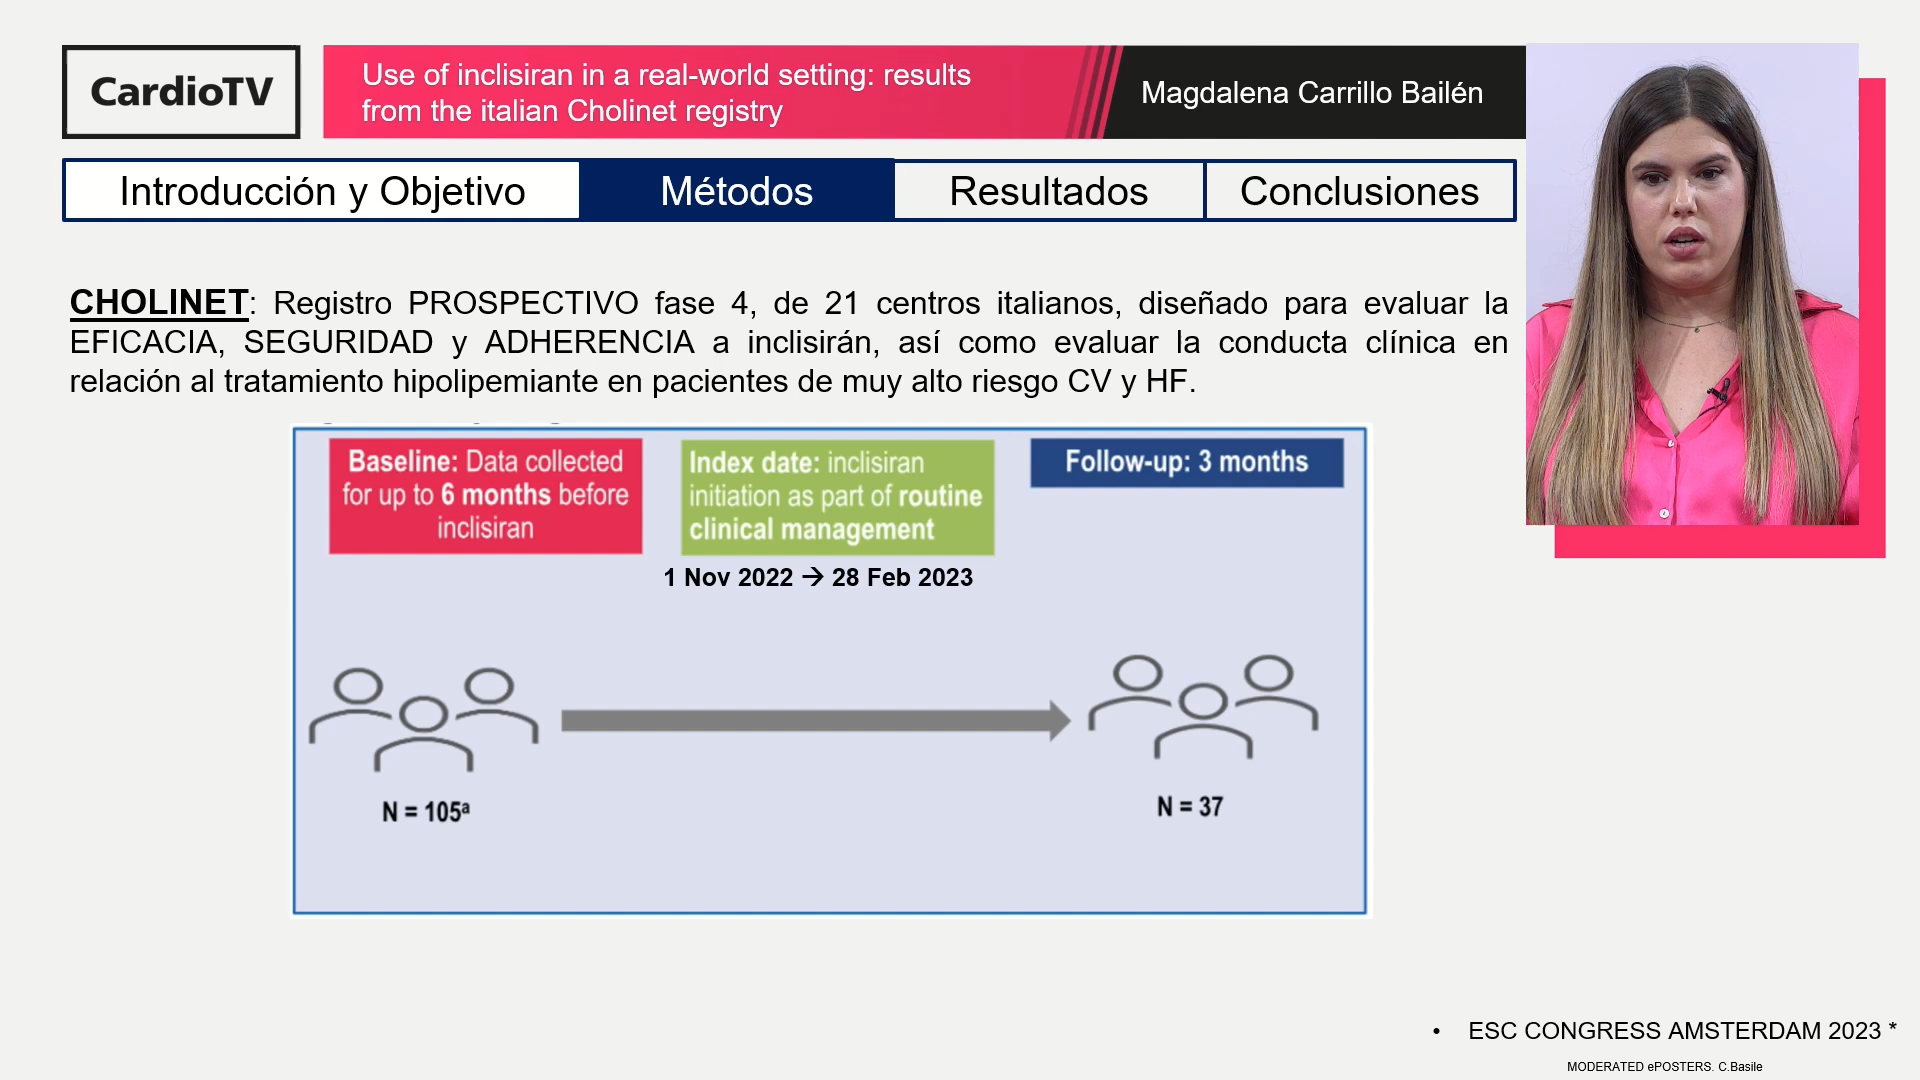 CardioTV
Use of inclisiran in a real-world setting: results
from the italian Cholinet registry
Magdalena Carrillo Bailén
Introducción y Objetivo
Métodos
Resultados
Conclusiones
CHOLINET: Registro PROSPECTIVO fase 4, de 21 centros italianos, diseñado para evaluar la
EFICACIA, SEGURIDAD y ADHERENCIA a inclisirán, así como evaluar la conducta clínica en
relación al tratamiento hipolipemiante en pacientes de muy alto riesgo CV y HF.
Baseline: Data collected
for up to 6 months before
inclisiran
Index date: inclisiran
initiation as part of routine
clinical management
Follow-up: 3 months
1 Nov 2022 → 28 Feb 2023
N = 105ª
N = 37
• ESC CONGRESS AMSTERDAM 2023 *
MODERATED ePOSTERS. C.Basile